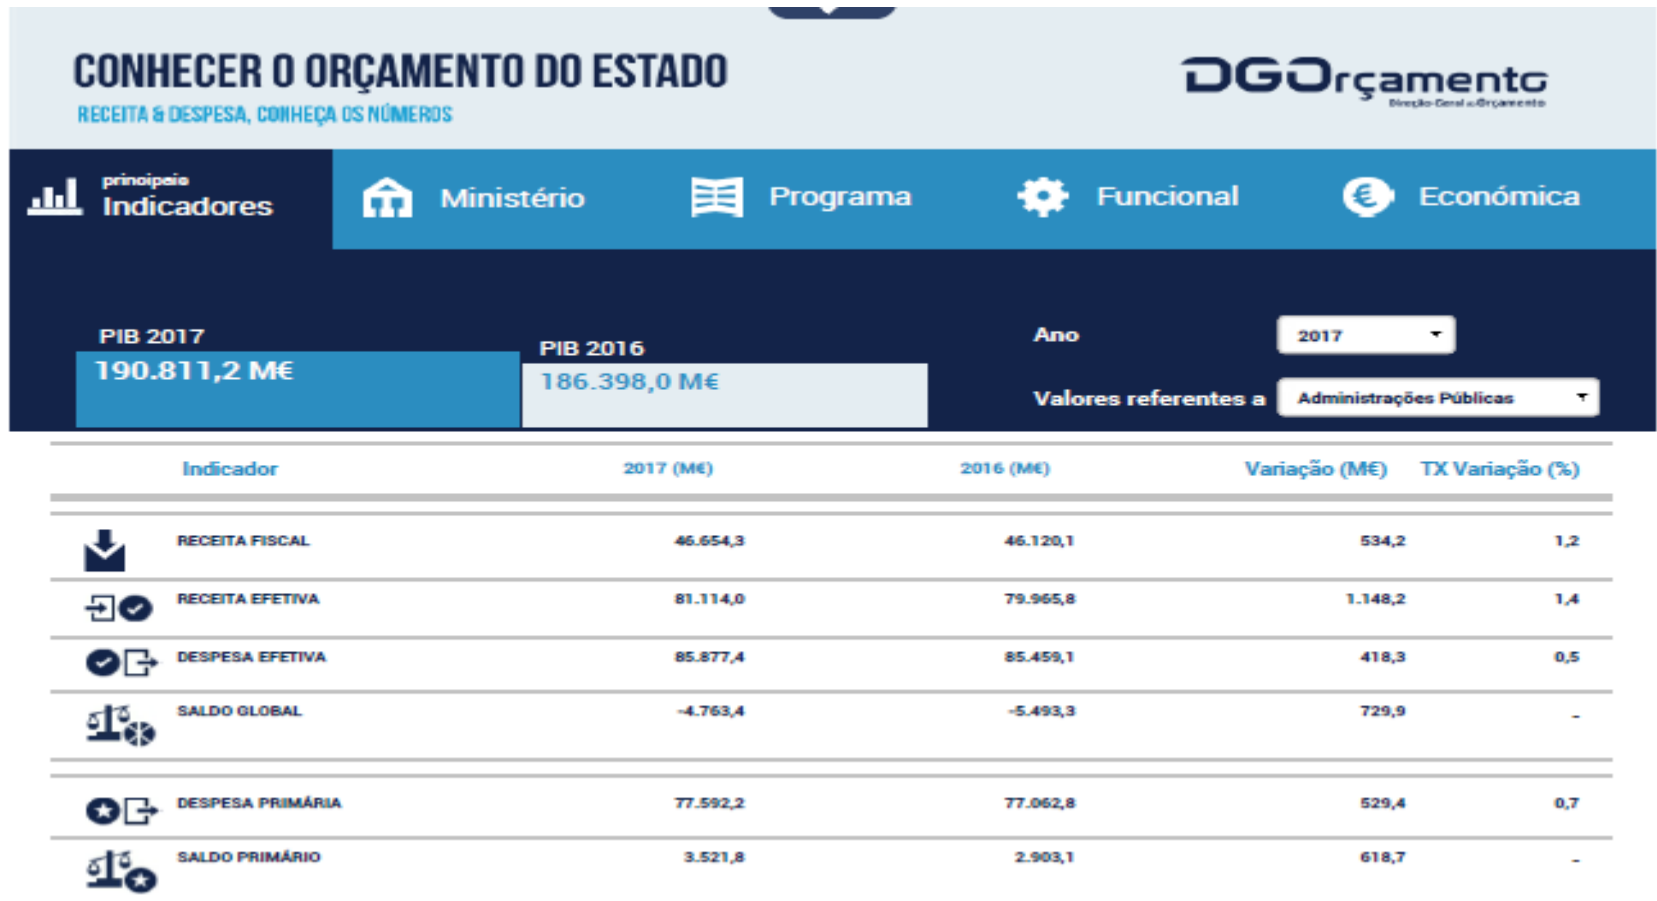 CONHECER O ORÇAMENTO DO ESTADO
RECEITA & DESPESA, CONHEÇA OS NÚMEROS
DGOrçamento
Direção-Geral do Orçamento
principais
Indicadores
Ministério
Programa
Funcional
Económica
PIB 2017
190.811,2 M€
PIB 2016
186.398,0 M€
Ano
2017
Valores referentes a
Administrações Públicas
Indicador 2017 (M€) 2016 (M€) Variação (M€) TX Variação (%)
RECEITA FISCAL 46.654,3 46.120,1 534,2 1,2
RECEITA EFETIVA 81.114,0 79.965,8 1.148,2 1,4
DESPESA EFETIVA 85.877,4 85.459,1 418,3 0,5
SALDO GLOBAL -4.763,4 -5.493,3 729,9 -
DESPESA PRIMÁRIA 77.592,2 77.062,8 529,4 0,7
SALDO PRIMÁRIO 3.521,8 2.903,1 618,7 -